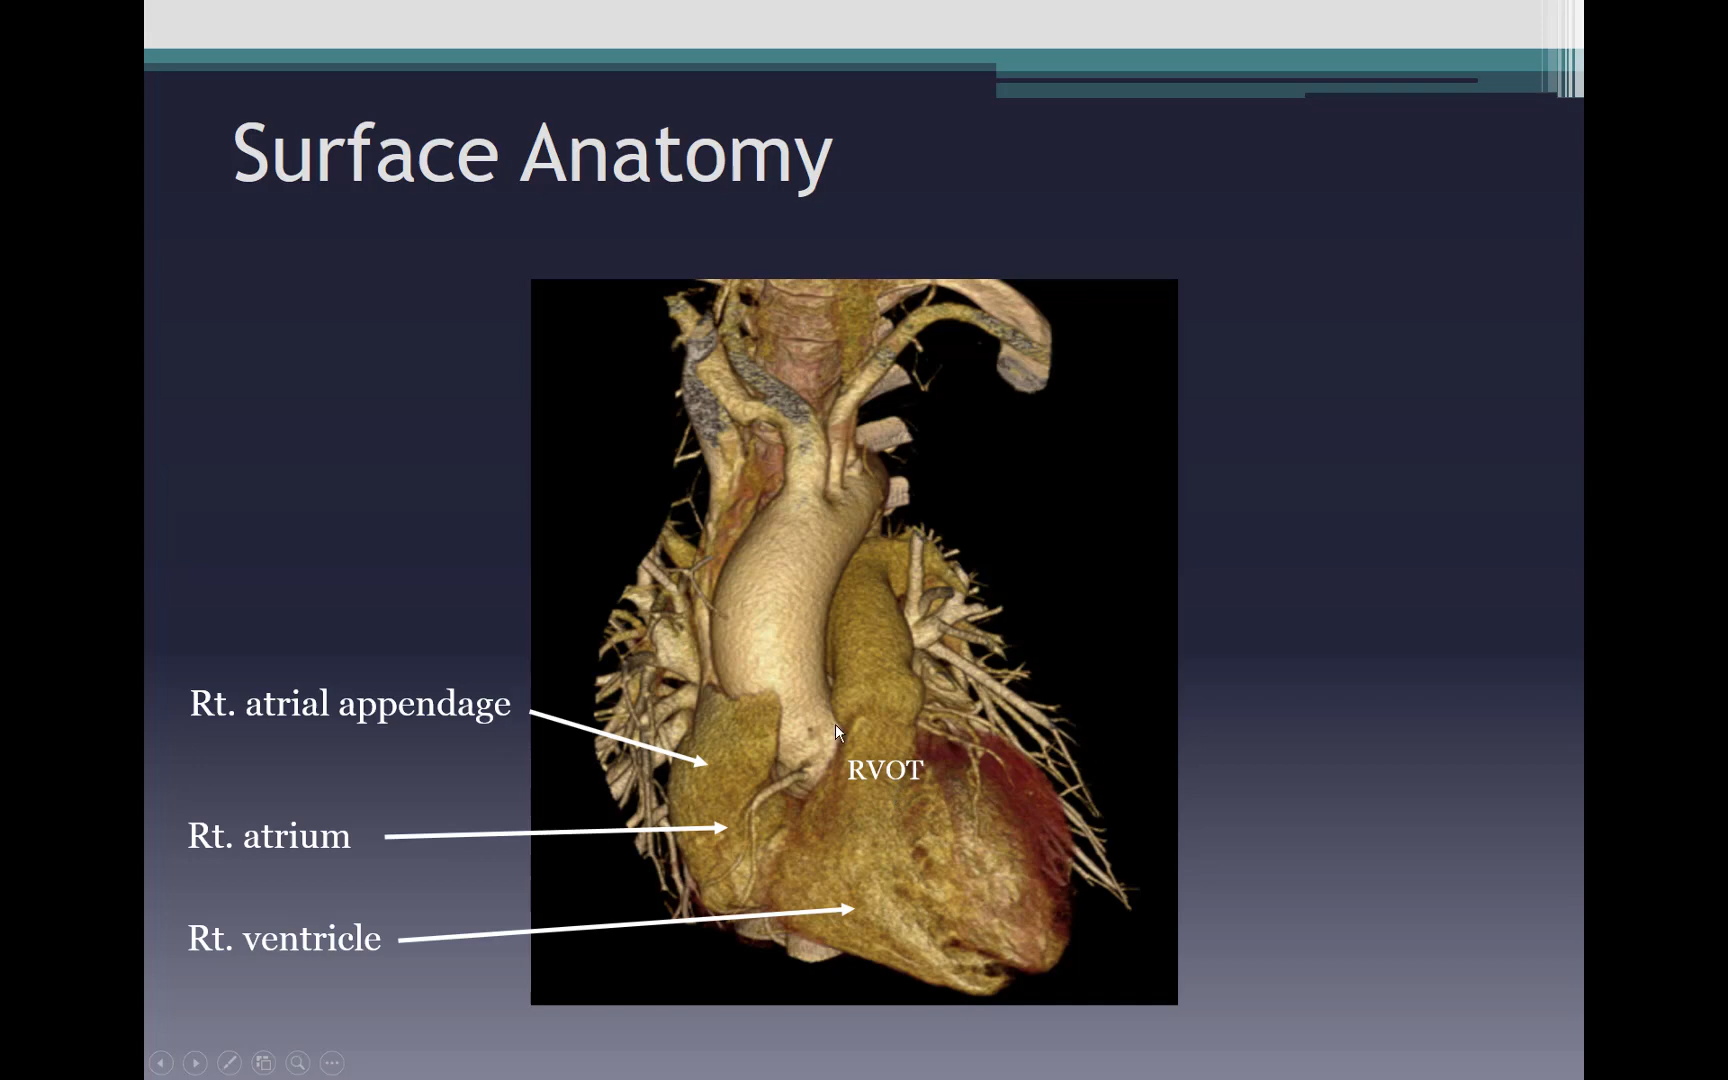 Surface Anatomy
Rt. atrial appendage
RVOT
Rt. atrium
Rt. ventricle